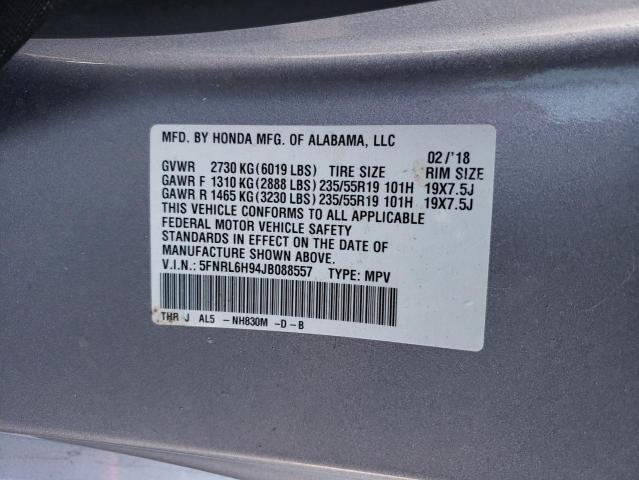 MFD. BY HONDA MFG. OF ALABAMA, LLC
02/'18
GVWR 2730 KG(6019 LBS) TIRE SIZE RIM SIZE
GAWR F 1310 KG(2888 LBS)235/55R19 101H 19X7.5J
GAWR R 1465 KG(3230 LBS)235/55R19 101H 19X7.5J
THIS VEHICLE CONFORMS TO ALL APPLICABLE
FEDERAL MOTOR VEHICLE SAFETY
STANDARDS IN EFFECT ON THE DATE OF
MANUFACTURE SHOWN ABOVE.
V.I.N.: 5FNRL6H94JB088557 TYPE: MPV
THR J AL5 -NH830M -D-B